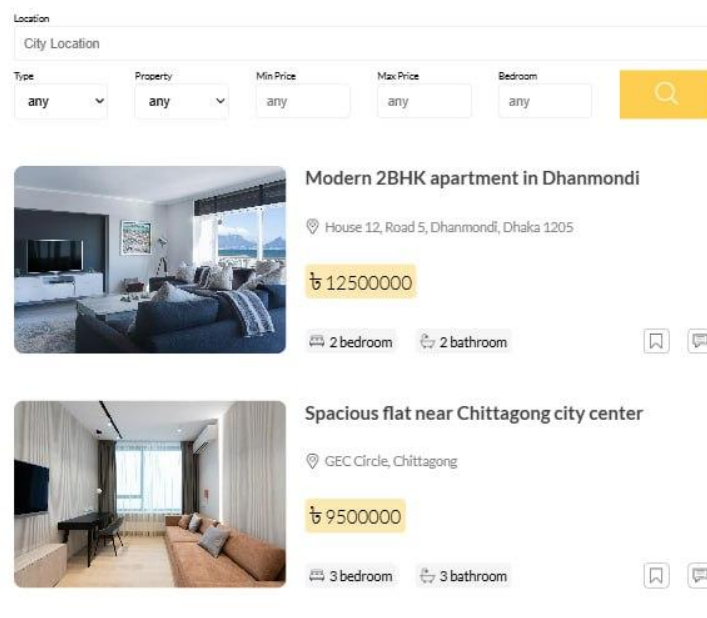 Location
City Location
Type Property Min Price Max Price Bedroom
any any any any any
Modern 2BHK apartment in Dhanmondi
House 12, Road 5, Dhanmondi, Dhaka 1205
৳ 12500000
2 bedroom 2 bathroom
Spacious flat near Chittagong city center
GEC Circle, Chittagong
৳ 9500000
3 bedroom 3 bathroom